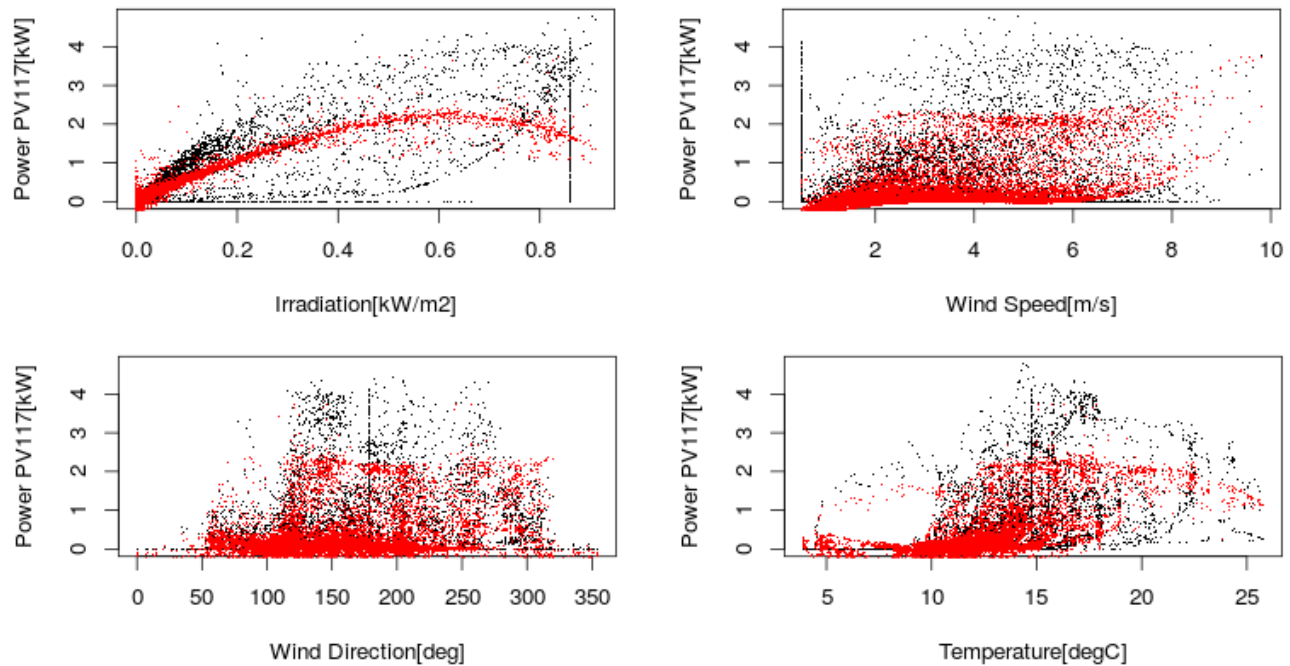 Power PV117[kW]
4
3
2
1
0
0.0 0.2 0.4 0.6 0.8
Irradiation[kW/m2]
Power PV117[kW]
4
3
2
1
0
2 4 6 8 10
Wind Speed[m/s]
Power PV117[kW]
4
3
2
1
0
0 50 100 150 200 250 300 350
Wind Direction[deg]
Power PV117[kW]
4
3
2
1
0
5 10 15 20 25
Temperature[degC]